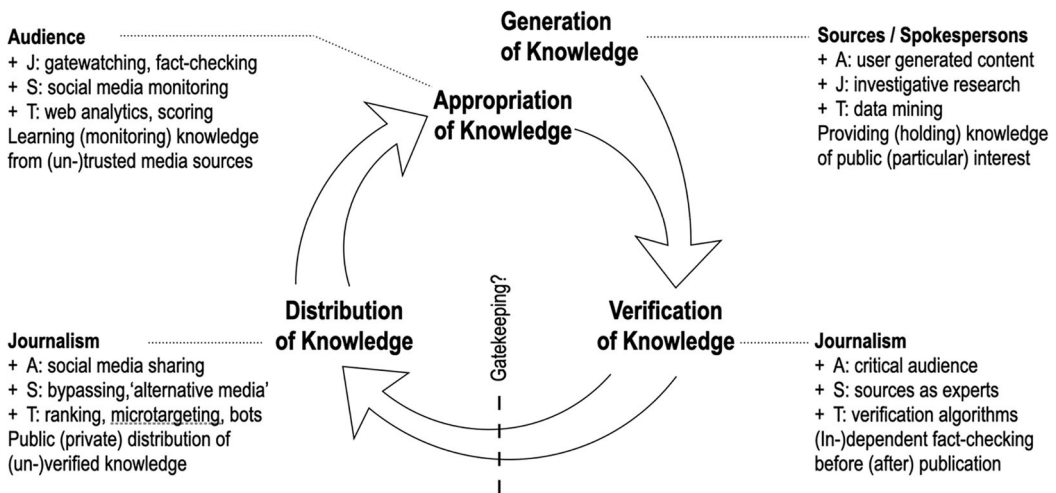 Generation
of Knowledge
Audience
+ J: gatewatching, fact-checking
+ S: social media monitoring
+ T: web analytics, scoring
Learning (monitoring) knowledge
from (un-)trusted media sources
Sources / Spokespersons
+ A: user generated content
+ J: investigative research
+ T: data mining
Providing (holding) knowledge
of public (particular) interest
Appropriation
of Knowledge
Distribution
of Knowledge
Gatekeeping?
Verification
of Knowledge
Journalism
+ A: social media sharing
+ S: bypassing,‘alternative media’
+ T: ranking, microtargeting, bots
Public (private) distribution of
(un-)verified knowledge
Journalism
+ A: critical audience
+ S: sources as experts
+ T: verification algorithms
(In-)dependent fact-checking
before (after) publication